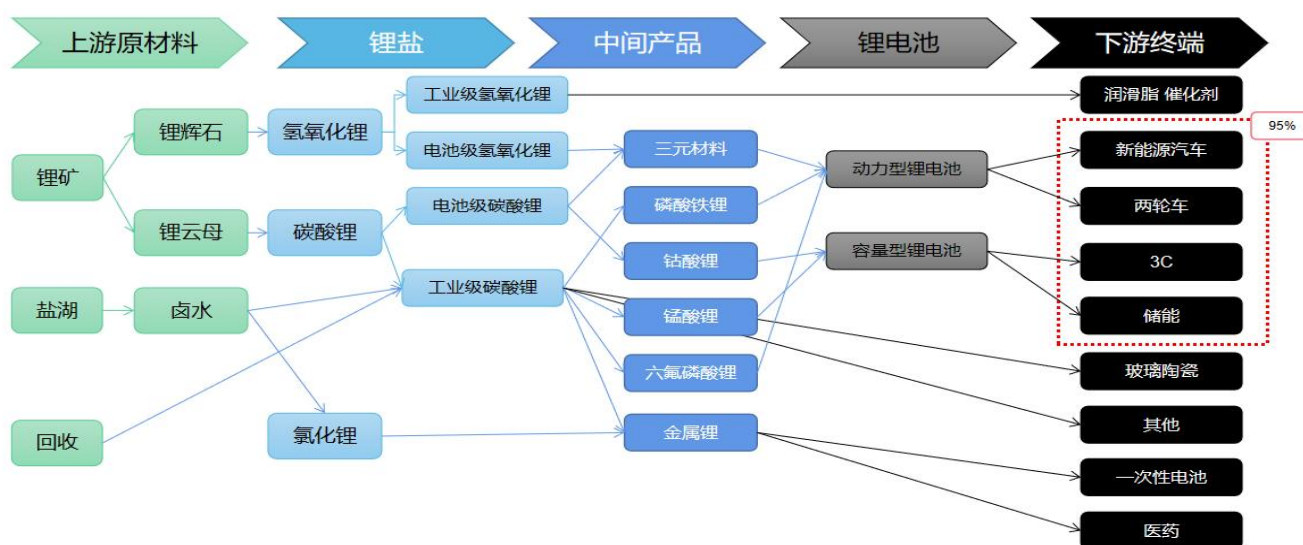 上游原材料
锂盐
中间产品
锂电池
下游终端
工业级氢氧化锂
润滑脂 催化剂
95%
锂辉石
氢氧化锂
电池级氢氧化锂
三元材料
新能源汽车
锂矿
动力型锂电池
电池级碳酸锂
磷酸铁锂
两轮车
锂云母
碳酸锂
钴酸锂
容量型锂电池
3C
工业级碳酸锂
盐湖
卤水
锰酸锂
储能
六氟磷酸锂
玻璃陶瓷
回收
氯化锂
金属锂
其他
一次性电池
医药